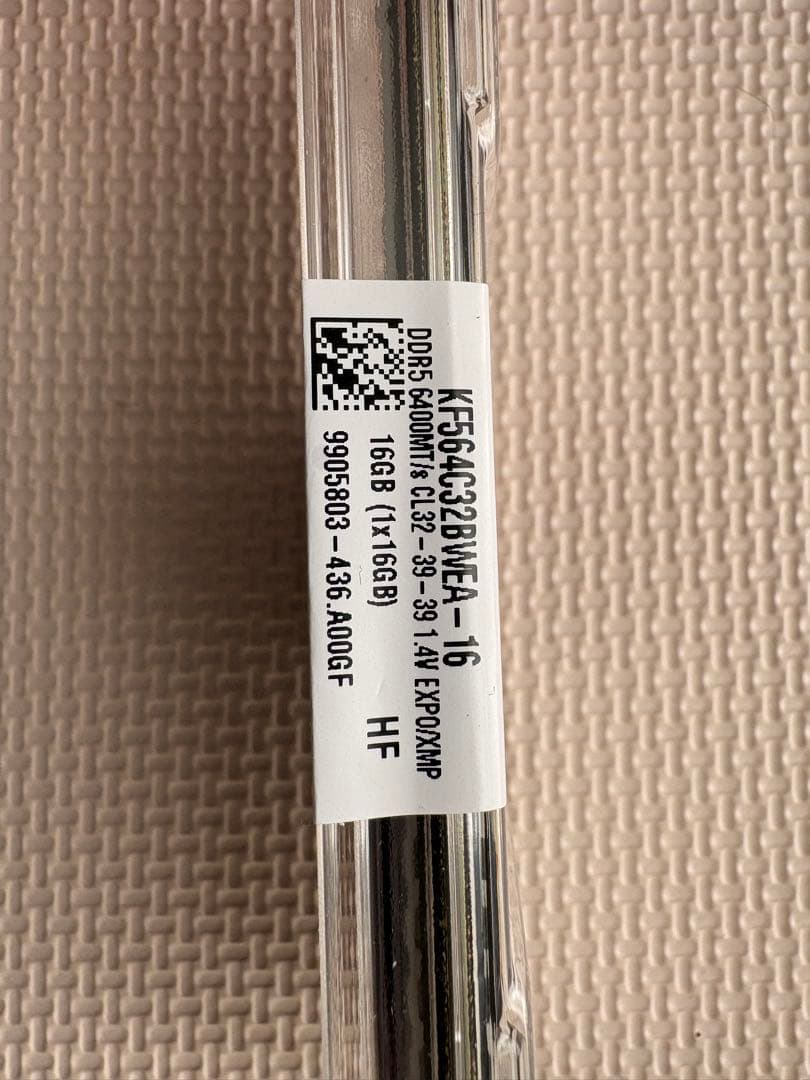 KF564C32BWEA-16
DDR5 6400MT/s CL32-39-39 1.4V EXPO/XMP
16GB (1x16GB)
HF
9905803-436.A00GF